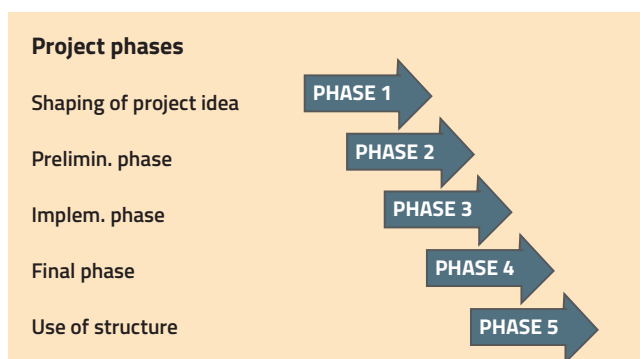 Project phases
Shaping of project idea
PHASE 1
Prelimin. phase
PHASE 2
Implem. phase
PHASE 3
Final phase
PHASE 4
Use of structure
PHASE 5